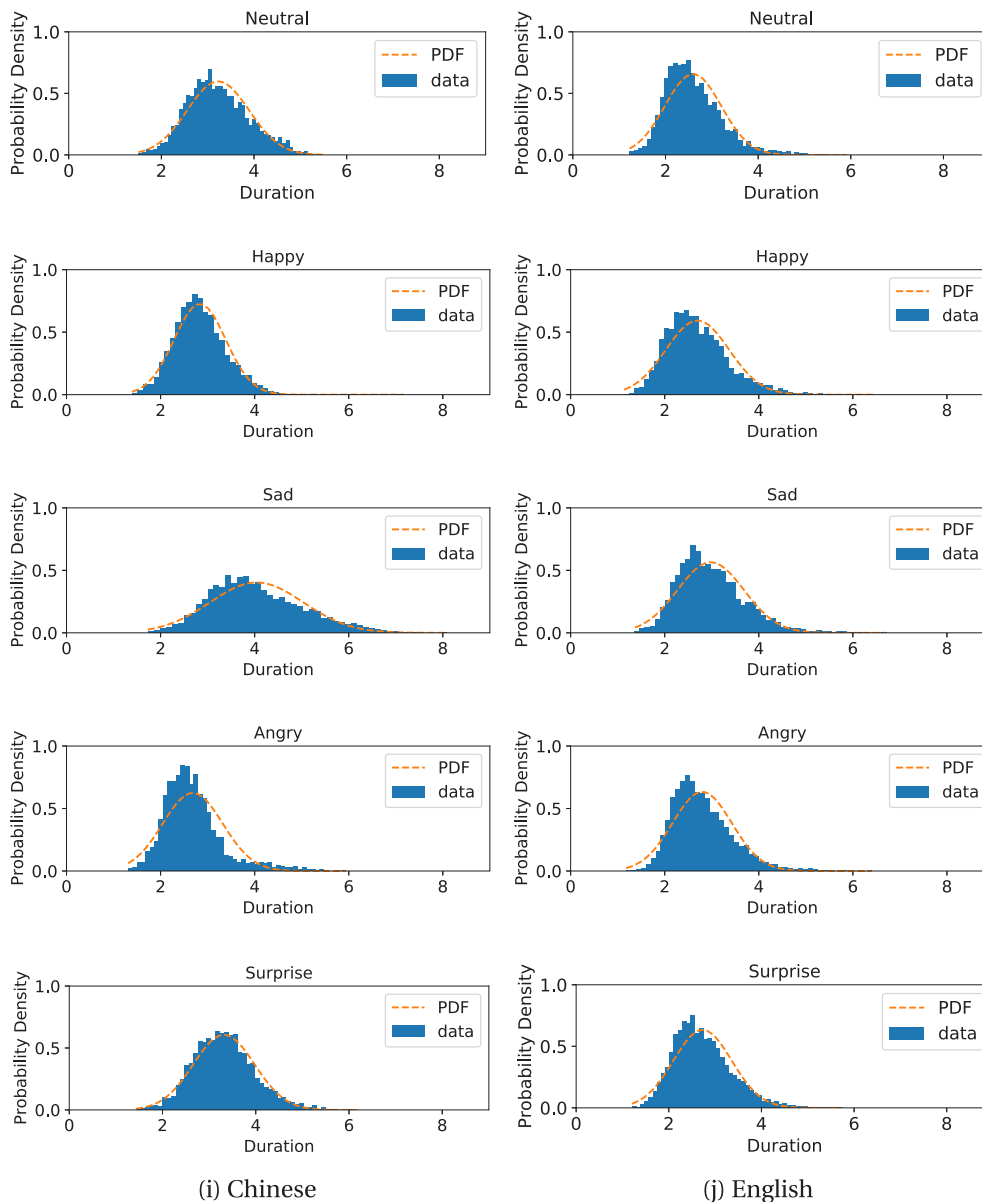 Neutral
Probability Density
1.0
0.5
0.0
PDF
data
0 2 4 6 8
Duration
Neutral
Probability Density
1.0
0.5
0.0
PDF
data
0 2 4 6 8
Duration
Happy
Probability Density
1.0
0.5
0.0
PDF
data
0 2 4 6 8
Duration
Happy
Probability Density
1.0
0.5
0.0
PDF
data
0 2 4 6 8
Duration
Sad
Probability Density
1.0
0.5
0.0
PDF
data
0 2 4 6 8
Duration
Sad
Probability Density
1.0
0.5
0.0
PDF
data
0 2 4 6 8
Duration
Angry
Probability Density
1.0
0.5
0.0
PDF
data
0 2 4 6 8
Duration
Angry
Probability Density
1.0
0.5
0.0
PDF
data
0 2 4 6 8
Duration
Surprise
Probability Density
1.0
0.5
0.0
PDF
data
0 2 4 6 8
Duration
Surprise
Probability Density
1.0
0.5
0.0
PDF
data
0 2 4 6 8
Duration
(i) Chinese
(j) English